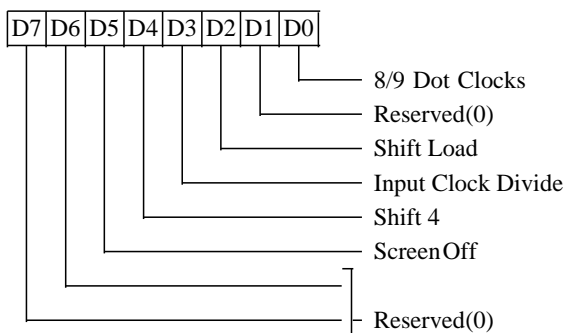 D7 D6 D5 D4 D3 D2 D1 D0
8/9 Dot Clocks
Reserved(0)
Shift Load
Input Clock Divide
Shift 4
Screen Off
Reserved(0)